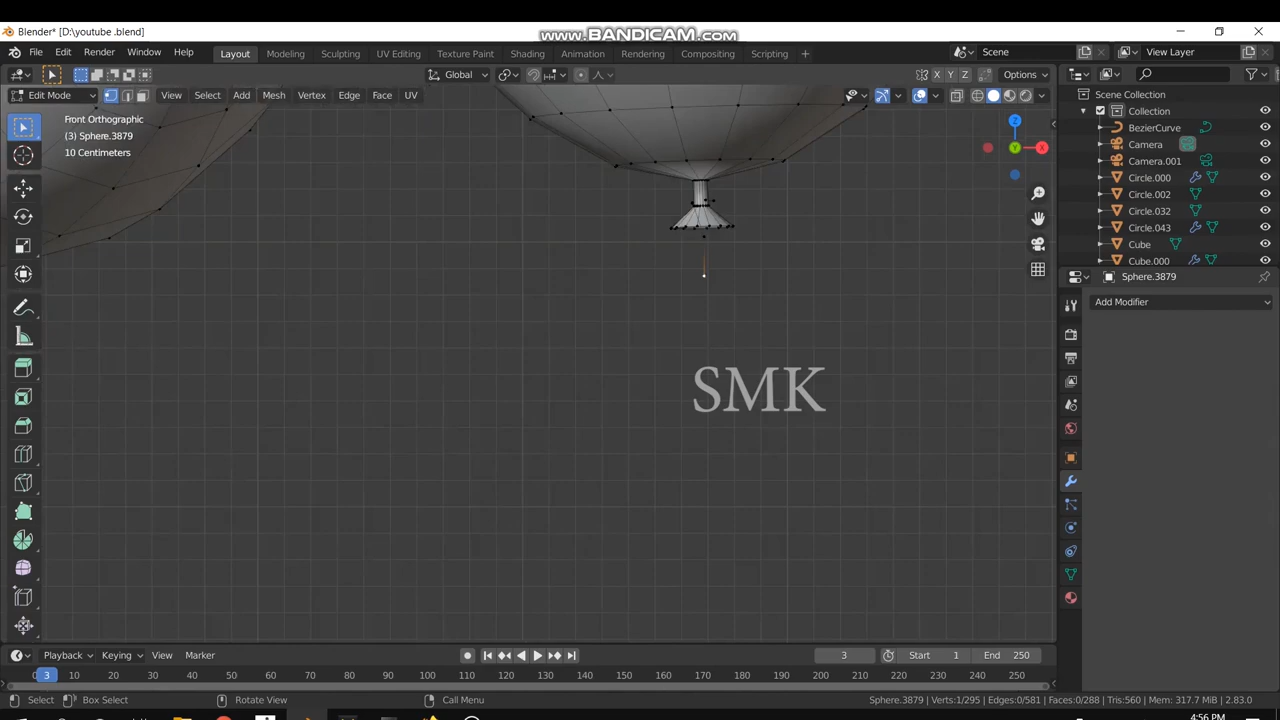 Blender* [D:\youtube .blend]
www.BANDICAM.com
File Edit Render Window Help
Layout Modeling Sculpting UV Editing Texture Paint Shading Animation Rendering Compositing Scripting +
Scene View Layer
Global Options
X Y Z
Edit Mode View Select Add Mesh Vertex Edge Face UV
Front Orthographic
(3) Sphere.3879
10 Centimeters
Z
Y
X
Scene Collection
Collection
BezierCurve
Camera
Camera.001
Circle.000
Circle.002
Circle.032
Circle.043
Cube
Cube.000
Sphere.3879
Add Modifier
SMK
Playback Keying View Marker 3 Start 1 End 250
0 3 10 20 30 40 50 60 70 80 90 100 110 120 130 140 150 160 170 180 190 200 210 220 230 240 250
Select Box Select Rotate View Call Menu Sphere.3879 | Verts:1/295 | Edges:0/581 | Faces:0/288 | Tris:560 | Mem: 317.7 MiB | 2.83.0
4:56 PM